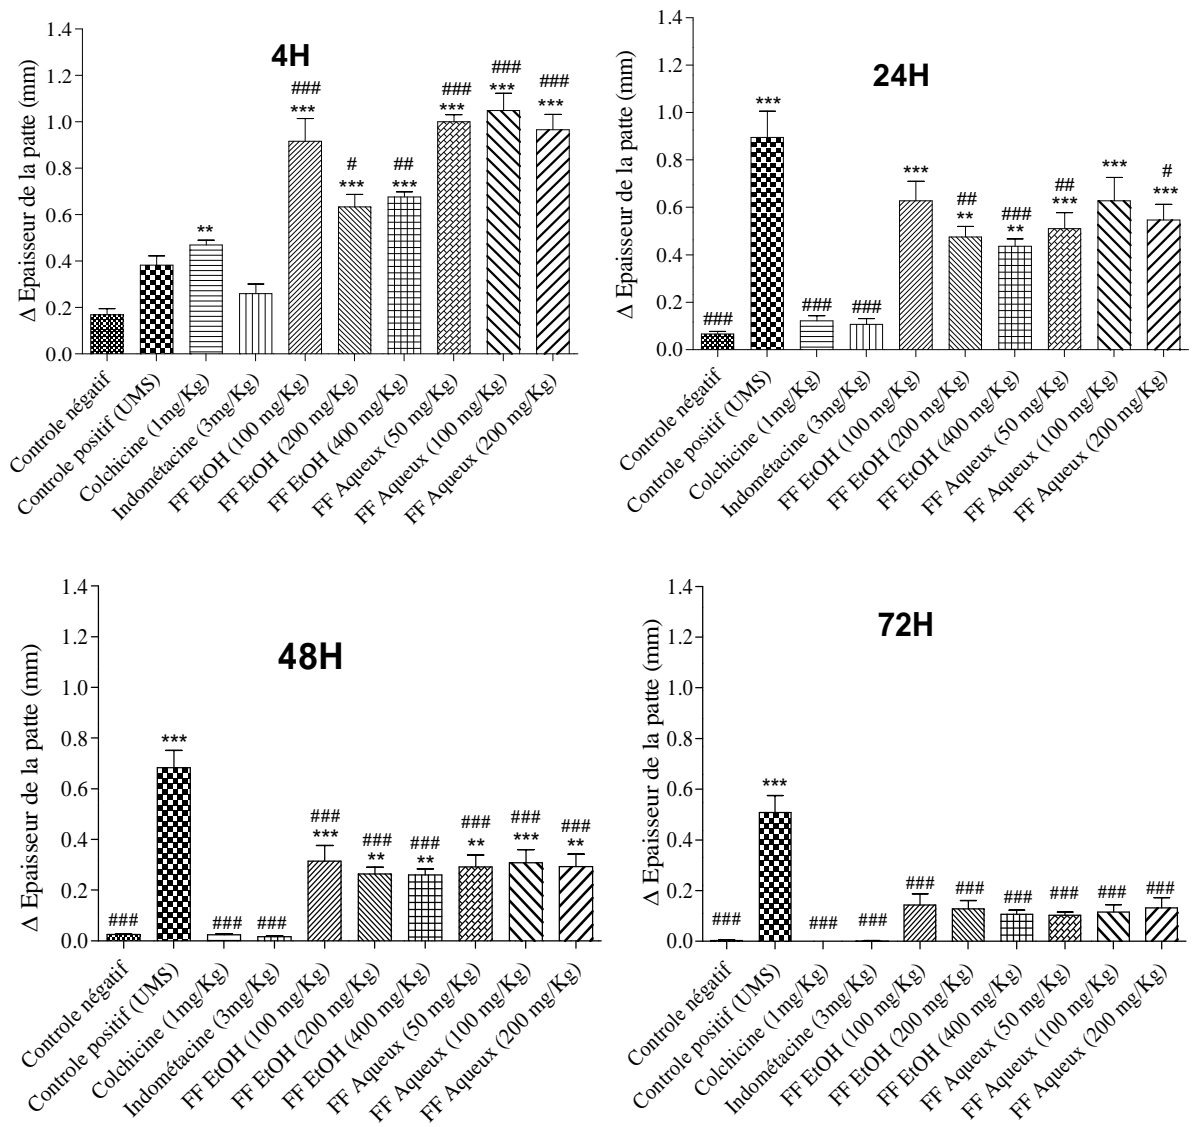 4H
Δ Epaisseur de la patte (mm)
1.4
1.2
1.0
0.8
0.6
0.4
0.2
0.0
**
###
***
#
***
##
***
###
***
###
***
###
***
Controle négatif
Controle positif (UMS)
Colchicine (1mg/Kg)
Indométacine (3mg/Kg)
FF EtOH (100 mg/Kg)
FF EtOH (200 mg/Kg)
FF EtOH (400 mg/Kg)
FF Aqueux (50 mg/Kg)
FF Aqueux (100 mg/Kg)
FF Aqueux (200 mg/Kg)
24H
Δ Epaisseur de la patte (mm)
1.4
1.2
1.0
0.8
0.6
0.4
0.2
0.0
###
***
###
###
***
##
**
###
**
##
***
***
#
***
Controle négatif
Controle positif (UMS)
Colchicine (1mg/Kg)
Indométacine (3mg/Kg)
FF EtOH (100 mg/Kg)
FF EtOH (200 mg/Kg)
FF EtOH (400 mg/Kg)
FF Aqueux (50 mg/Kg)
FF Aqueux (100 mg/Kg)
FF Aqueux (200 mg/Kg)
48H
Δ Epaisseur de la patte (mm)
1.4
1.2
1.0
0.8
0.6
0.4
0.2
0.0
###
***
###
###
###
***
###
**
###
**
###
**
###
***
###
**
Controle négatif
Controle positif (UMS)
Colchicine (1mg/Kg)
Indométacine (3mg/Kg)
FF EtOH (100 mg/Kg)
FF EtOH (200 mg/Kg)
FF EtOH (400 mg/Kg)
FF Aqueux (50 mg/Kg)
FF Aqueux (100 mg/Kg)
FF Aqueux (200 mg/Kg)
72H
Δ Epaisseur de la patte (mm)
1.4
1.2
1.0
0.8
0.6
0.4
0.2
0.0
###
***
###
###
###
###
###
###
###
###
Controle négatif
Controle positif (UMS)
Colchicine (1mg/Kg)
Indométacine (3mg/Kg)
FF EtOH (100 mg/Kg)
FF EtOH (200 mg/Kg)
FF EtOH (400 mg/Kg)
FF Aqueux (50 mg/Kg)
FF Aqueux (100 mg/Kg)
FF Aqueux (200 mg/Kg)